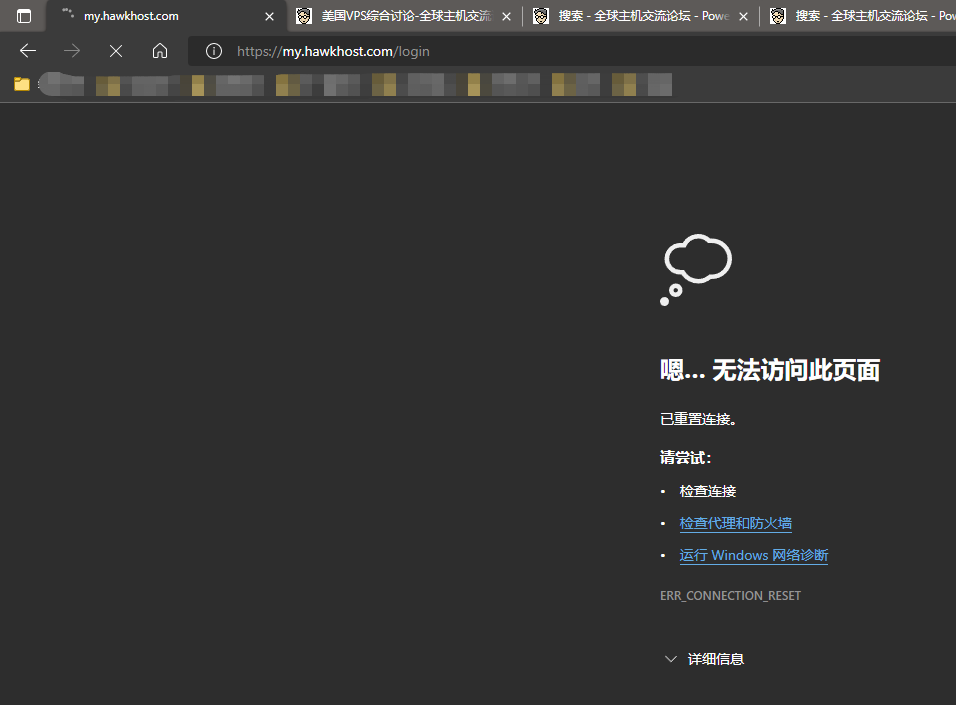 my.hawkhost.com
美国VPS综合讨论-全球主机交流
搜索 - 全球主机交流论坛 - Powe
搜索 - 全球主机交流论坛 - Pow
https://my.hawkhost.com/login
嗯... 无法访问此页面
已重置连接。
请尝试：
• 检查连接
• 检查代理和防火墙
• 运行 Windows 网络诊断
ERR_CONNECTION_RESET
详细信息